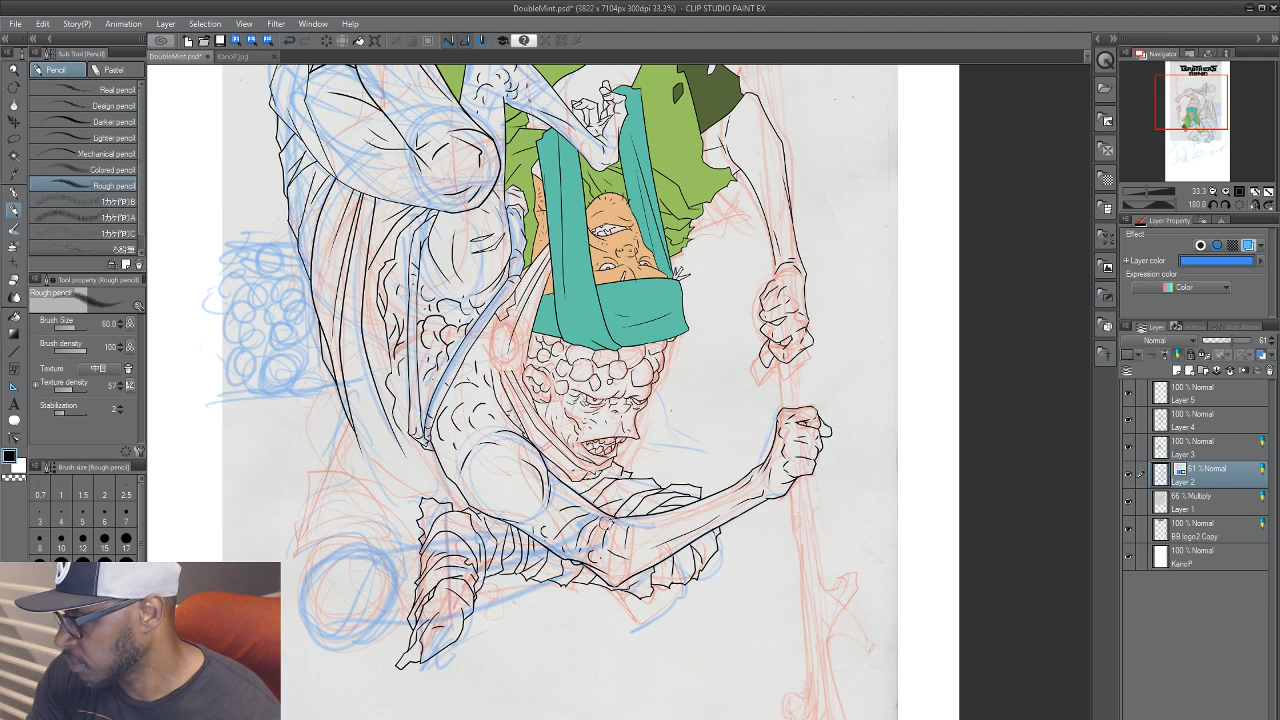 DoubleMint.psd* (3822 x 7104px 300dpi 33.3%) - CLIP STUDIO PAINT EX
File Edit Story(P) Animation Layer Selection View Filter Window Help
DoubleMint.psd*
KanoP.jpg
Sub Tool (Pencil)
Pencil
Pastel
Real pencil
Design pencil
Darker pencil
Lighter pencil
Mechanical pencil
Colored pencil
Rough pencil
Tool property (Rough pencil)
Rough pencil
Brush Size 60.0
Brush density 100
Texture
Texture density 57
Stabilization 2
Brush size (Rough pencil)
0.7 1 1.5 2 2.5
3 4 5 6 7
8 10 12 15 17
Navigator
BROTHERS
BOND
33.3
180.0
Layer Property
Effect
Layer color
Expression color
Color
Layer History Auto Action
Normal 61
100 % Normal
Layer 5
100 % Normal
Layer 4
100 % Normal
Layer 3
61 % Normal
Layer 2
66 % Multiply
Layer 1
100 % Normal
BB logo2 Copy
100 % Normal
KanoP